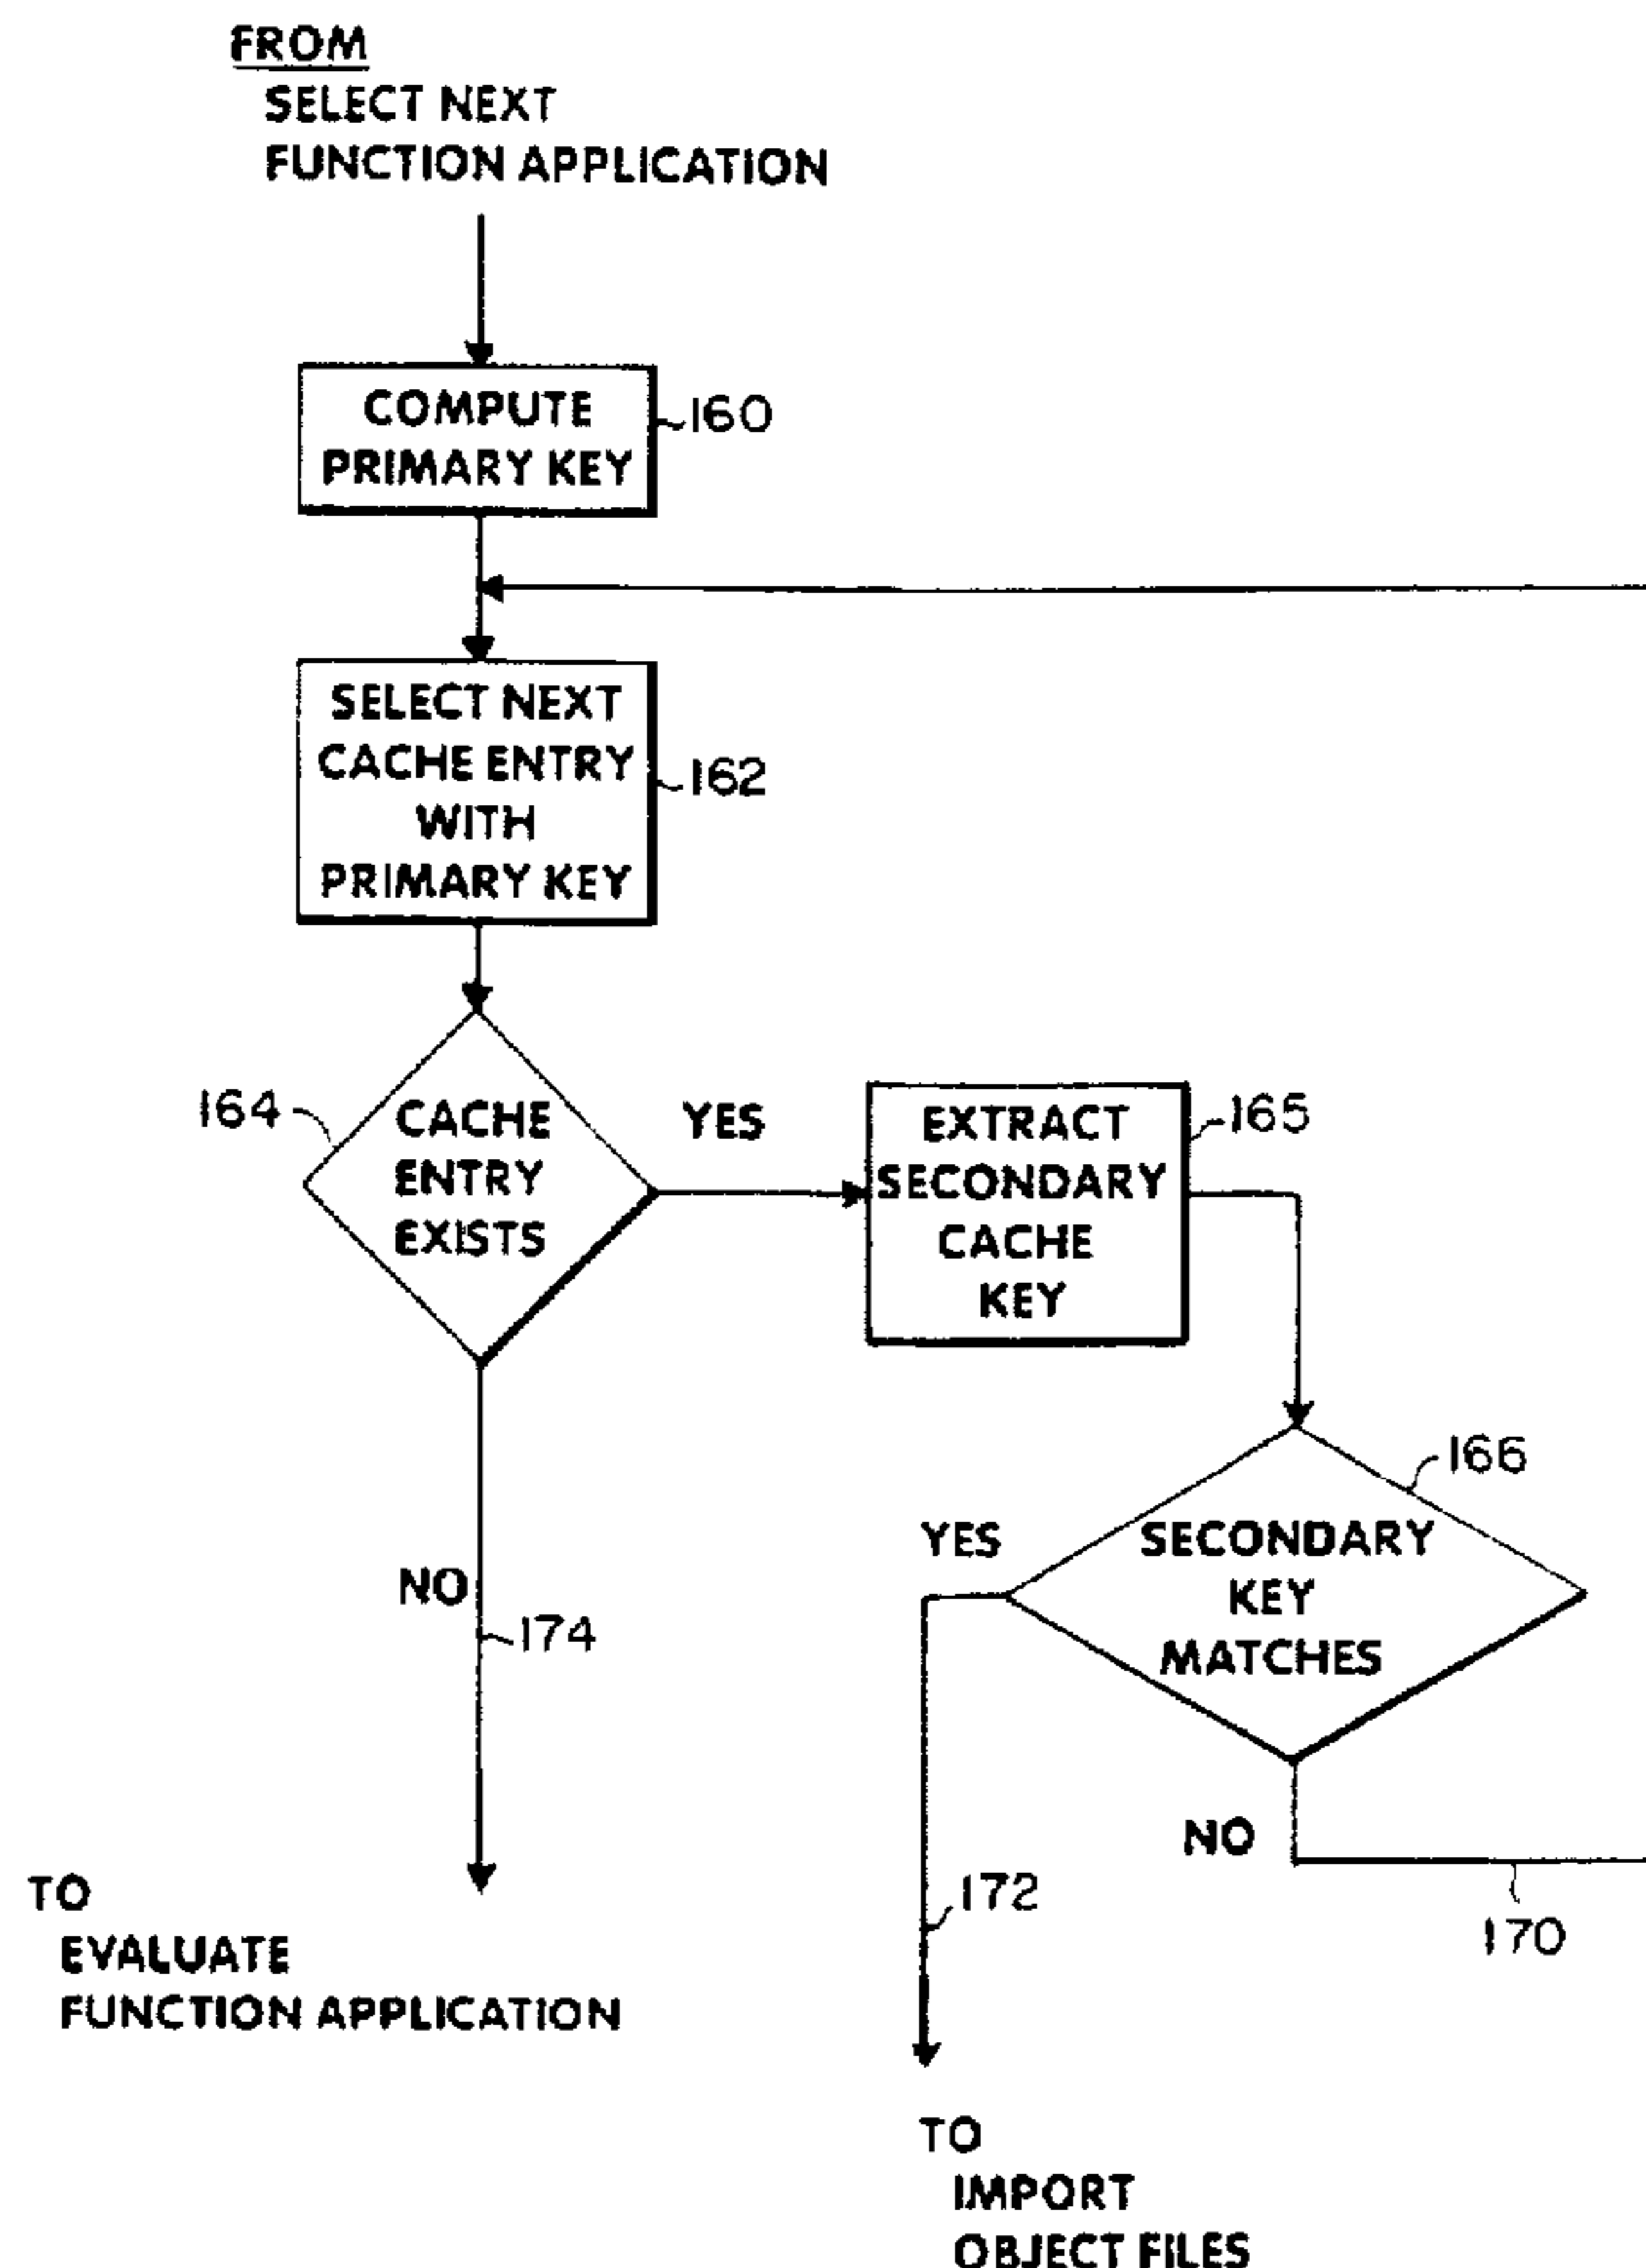 FROM
SELECT NEXT
FUNCTION APPLICATION
COMPUTE
PRIMARY KEY
160
SELECT NEXT
CACHE ENTRY
WITH
PRIMARY KEY
162
164
CACHE
ENTRY
EXISTS
YES
EXTRACT
SECONDARY
CACHE
KEY
165
166
YES
SECONDARY
KEY
MATCHES
NO
174
NO
170
172
TO
EVALUATE
FUNCTION APPLICATION
TO
IMPORT
OBJECT FILES